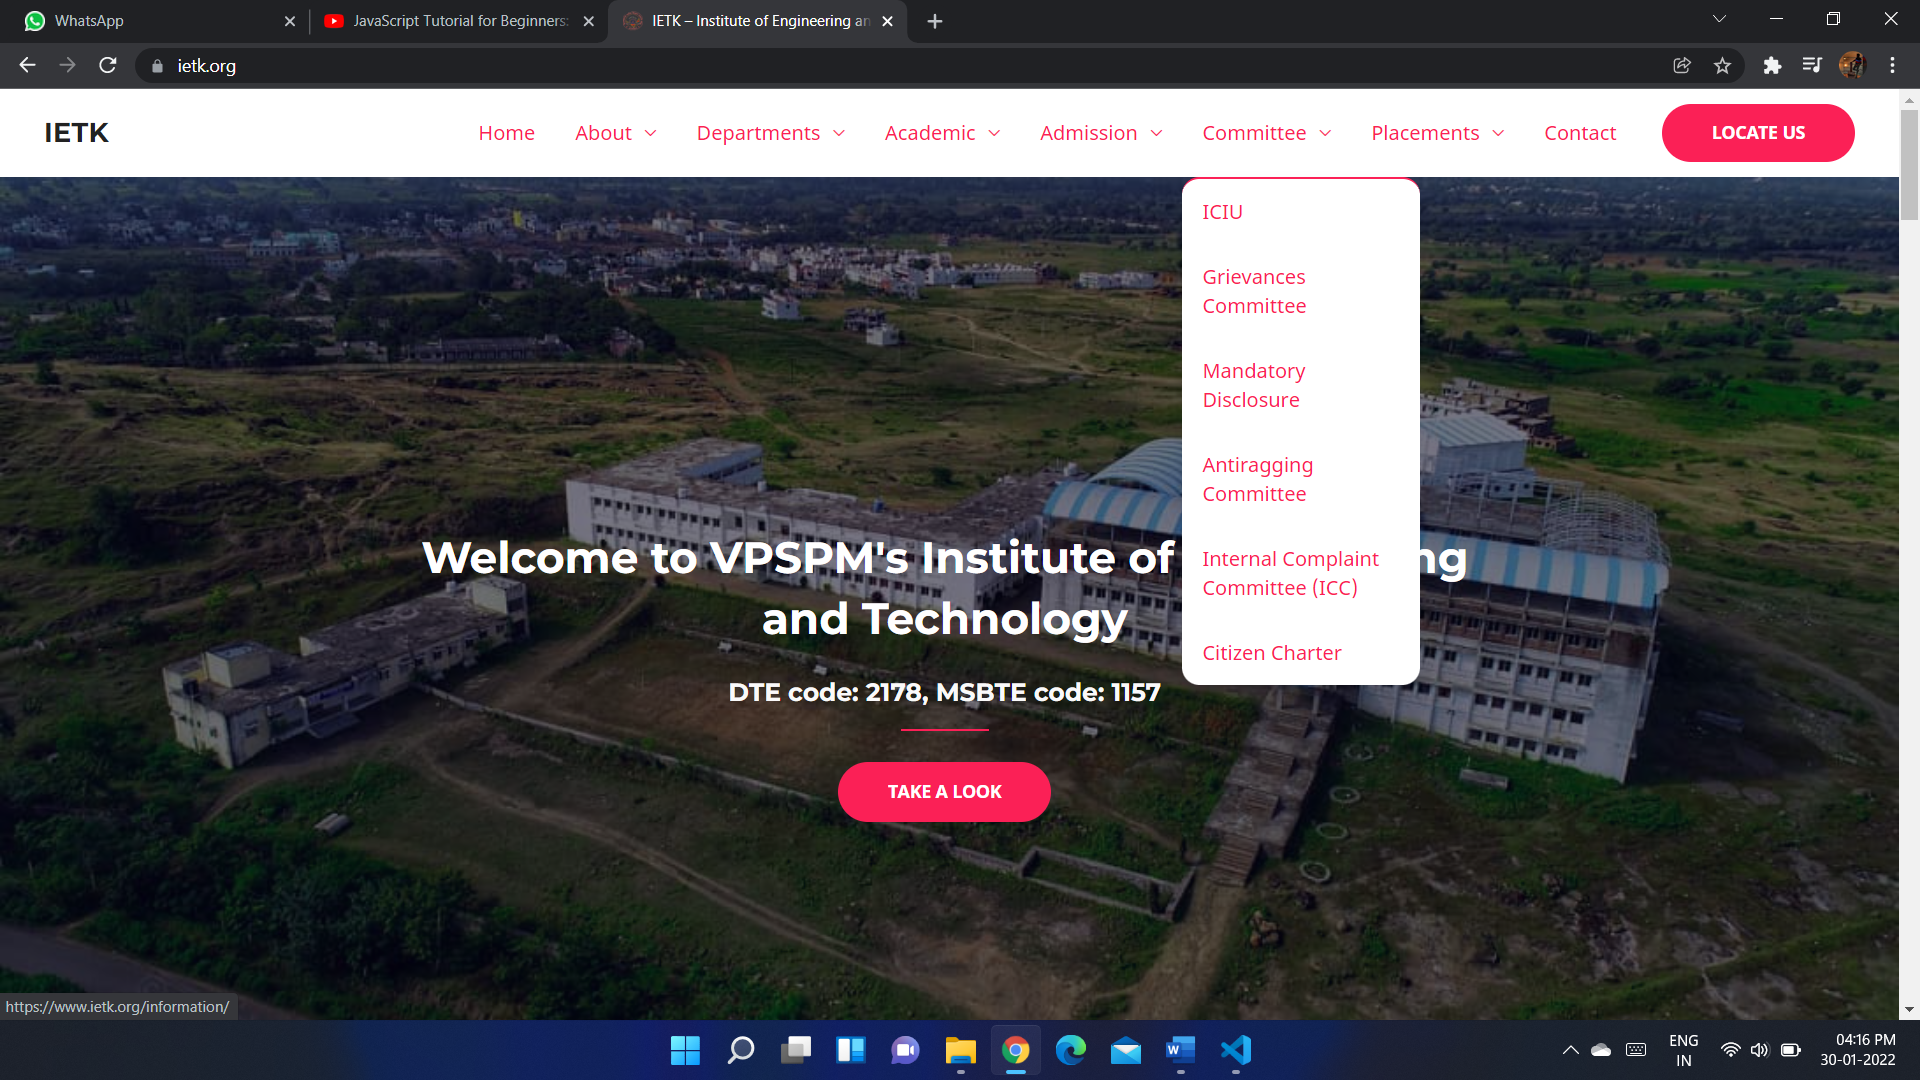 WhatsApp
JavaScript Tutorial for Beginners:
IETK – Institute of Engineering an
ietk.org
IETK
Home
About
Departments
Academic
Admission
Committee
Placements
Contact
LOCATE US
ICIU
Grievances
Committee
Mandatory
Disclosure
Antiragging
Committee
Internal Complaint
Committee (ICC)
Citizen Charter
Welcome to VPSPM's Institute of ng
and Technology
DTE code: 2178, MSBTE code: 1157
TAKE A LOOK
https://www.ietk.org/information/
ENG
IN
04:16 PM
30-01-2022